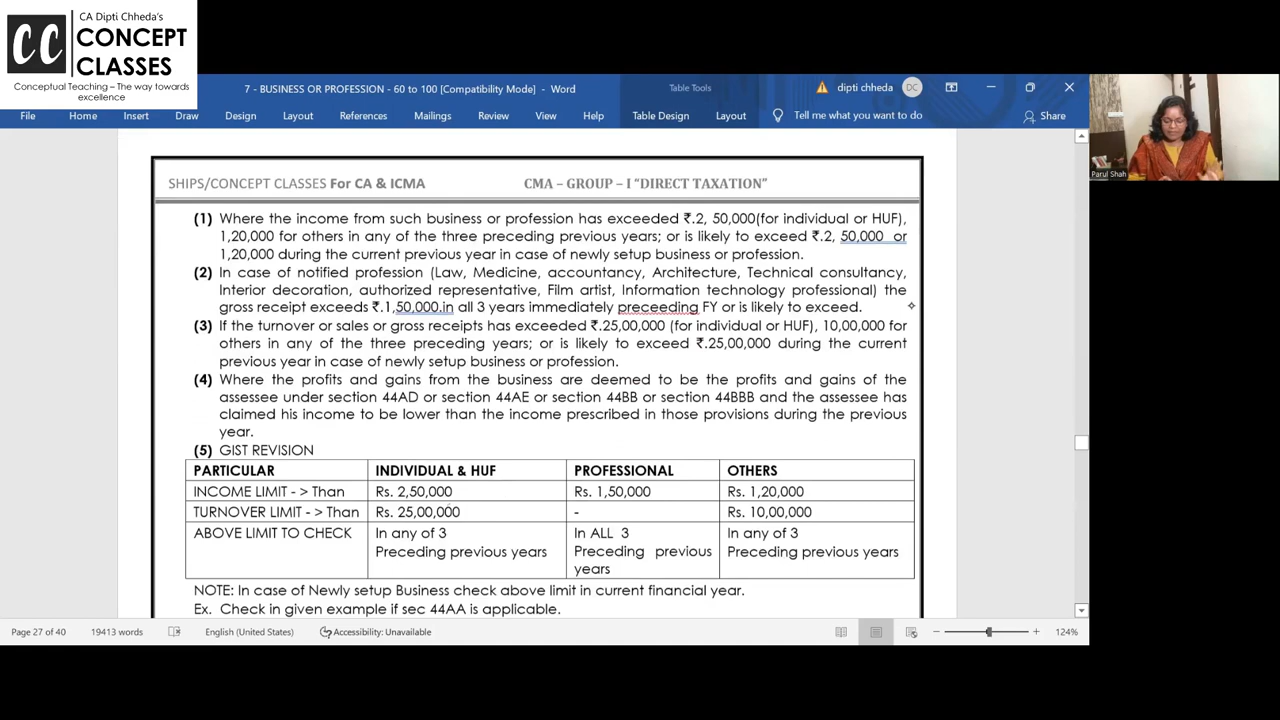 CA Dipti Chheda's
CC CONCEPT
CLASSES
Conceptual Teaching – The way towards
excellence
7 - BUSINESS OR PROFESSION - 60 to 100 [Compatibility Mode] - Word
Table Tools
dipti chheda
DC
File Home Insert Draw Design Layout References Mailings Review View Help Table Design Layout Tell me what you want to do Share
Parul Shah
SHIPS/CONCEPT CLASSES For CA & ICMA CMA – GROUP – I "DIRECT TAXATION"
(1) Where the income from such business or profession has exceeded ₹.2, 50,000(for individual or HUF),
1,20,000 for others in any of the three preceding previous years; or is likely to exceed ₹.2, 50,000 or
1,20,000 during the current previous year in case of newly setup business or profession.
(2) In case of notified profession (Law, Medicine, accountancy, Architecture, Technical consultancy,
Interior decoration, authorized representative, Film artist, Information technology professional) the
gross receipt exceeds ₹.1,50,000.in all 3 years immediately preceeding FY or is likely to exceed.
(3) If the turnover or sales or gross receipts has exceeded ₹.25,00,000 (for individual or HUF), 10,00,000 for
others in any of the three preceding years; or is likely to exceed ₹.25,00,000 during the current
previous year in case of newly setup business or profession.
(4) Where the profits and gains from the business are deemed to be the profits and gains of the
assessee under section 44AD or section 44AE or section 44BB or section 44BBB and the assessee has
claimed his income to be lower than the income prescribed in those provisions during the previous
year.
(5) GIST REVISION
PARTICULAR INDIVIDUAL & HUF PROFESSIONAL OTHERS
INCOME LIMIT - > Than Rs. 2,50,000 Rs. 1,50,000 Rs. 1,20,000
TURNOVER LIMIT - > Than Rs. 25,00,000 - Rs. 10,00,000
ABOVE LIMIT TO CHECK In any of 3 In ALL 3 In any of 3
Preceding previous years Preceding previous Preceding previous years
years
NOTE: In case of Newly setup Business check above limit in current financial year.
Ex. Check in given example if sec 44AA is applicable.
Page 27 of 40 19413 words English (United States) Accessibility: Unavailable 124%